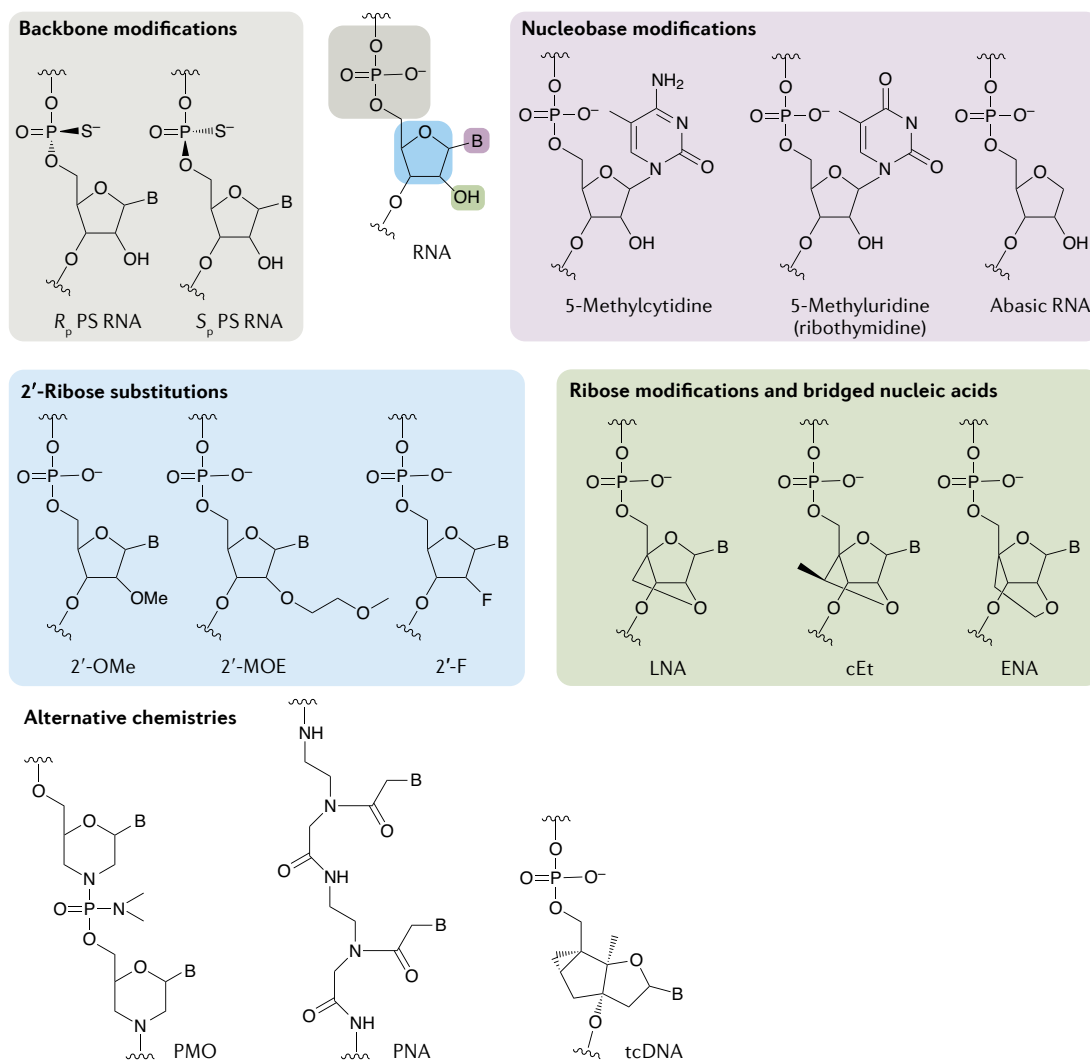 Backbone modifications
O
O=P–S⁻
O
O
B
O
OH
R_p PS RNA
O
O=P–S⁻
O
O
B
O
OH
S_p PS RNA
O
O=P–O⁻
O
O
B
O
OH
RNA
Nucleobase modifications
O
O=P–O⁻
O
NH₂
N
N
O
O
O
OH
5-Methylcytidine
O
O=P–O⁻
O
O
N
N
O
O
O
OH
5-Methyluridine
(ribothymidine)
O
O=P–O⁻
O
O
O
OH
Abasic RNA
2′-Ribose substitutions
O
O=P–O⁻
O
O
B
O
OMe
2′-OMe
O
O=P–O⁻
O
O
B
O
O
O
2′-MOE
O
O=P–O⁻
O
O
B
O
F
2′-F
Ribose modifications and bridged nucleic acids
O
O=P–O⁻
O
O
B
O
O
LNA
O
O=P–O⁻
O
O
B
O
O
cEt
O
O=P–O⁻
O
O
B
O
O
ENA
Alternative chemistries
O
O
B
N
O=P–N
O
O
B
N
PMO
NH
B
N
O
O
NH
B
N
O
O
NH
PNA
O
O=P–O⁻
O
O
B
O
tcDNA